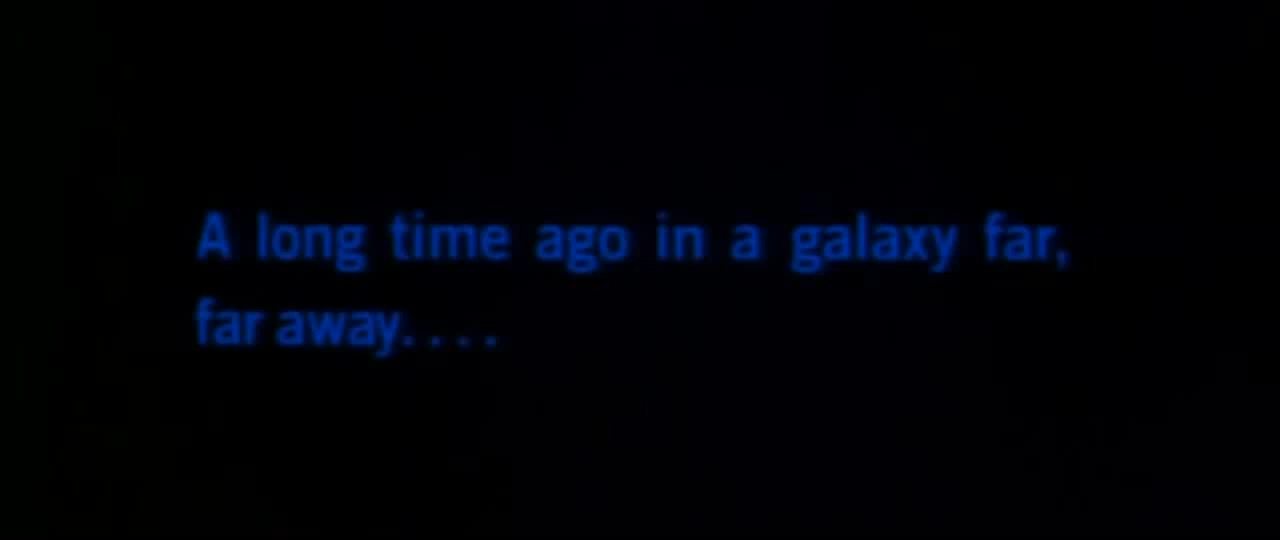 A long time ago in a galaxy far,
far away. . . .